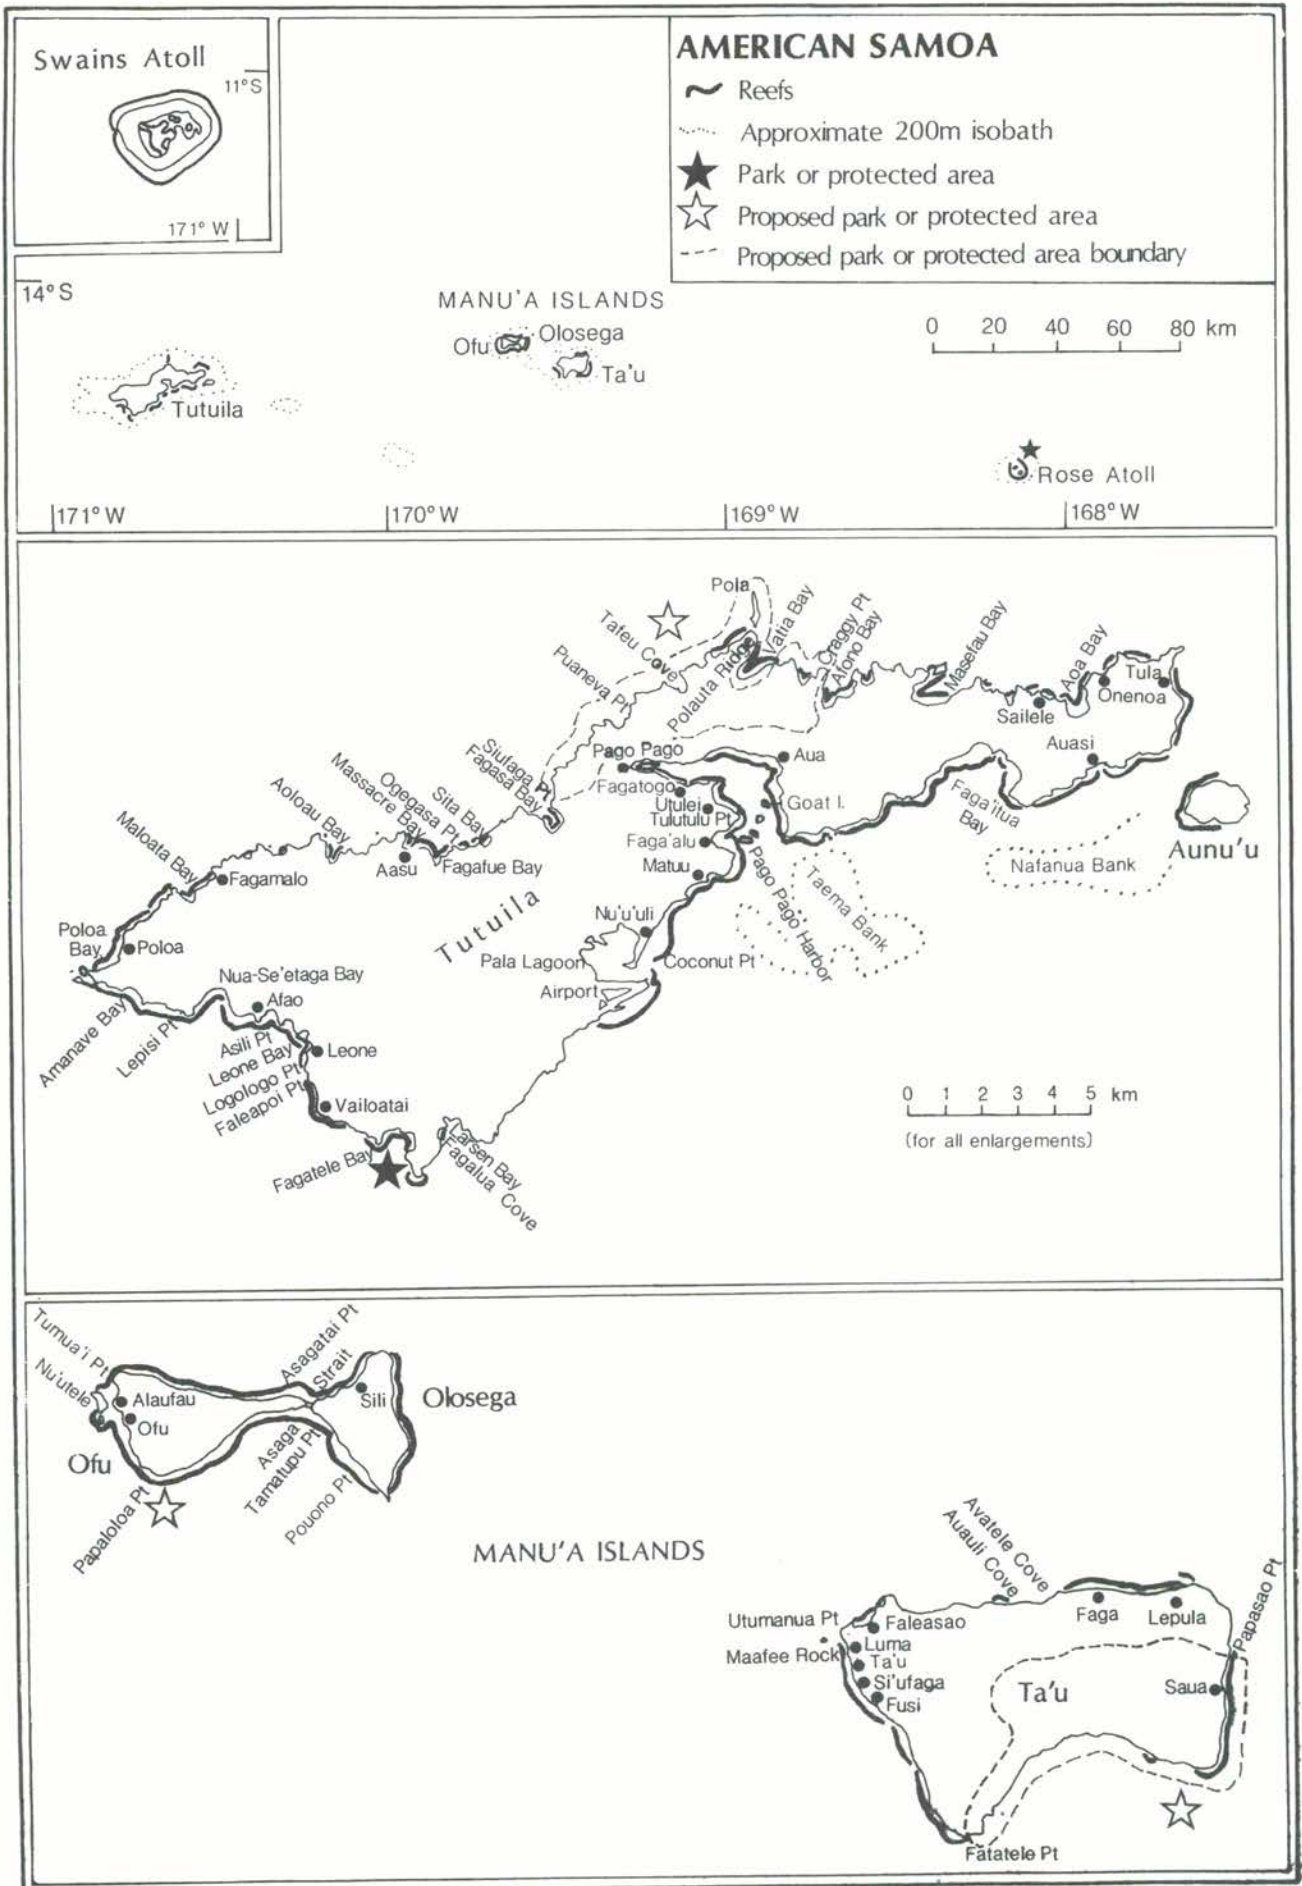 Swains Atoll
11°S
171° W
AMERICAN SAMOA
Reefs
Approximate 200m isobath
Park or protected area
Proposed park or protected area
Proposed park or protected area boundary
14°S
MANU'A ISLANDS
Ofu
Olosega
Ta'u
Tutuila
0 20 40 60 80 km
Rose Atoll
171° W
170° W
169° W
168° W
Pola
Tafeu Cove
Puaneva Pt
Polauta Ridge
Vatia Bay
Craggy Pt
Afono Bay
Masefau Bay
Aoa Bay
Tula
Onenoa
Sailele
Auasi
Siufaga Pt
Fagasa Bay
Pago Pago
Aua
Fagatogo
Utulei
Tulutulu Pt
Goat I.
Faga'itua
Bay
Sita Bay
Ogegasa Pt
Massacre Bay
Aoloau Bay
Maloata Bay
Fagamalo
Aasu
Fagafue Bay
Faga'alu
Matuu
Pago Pago Harbor
Taema Bank
Nafanua Bank
Aunu'u
Tutuila
Nu'u'uli
Pala Lagoon
Coconut Pt
Airport
Poloa
Bay
Poloa
Nua-Se'etaga Bay
Afao
Amanave Bay
Lepisi Pt
Asili Pt
Leone Bay
Logologo Pt
Faleapoi Pt
Leone
Vailoatai
Fagatele Bay
Larsen Bay
Fagalua Cove
0 1 2 3 4 5 km
(for all enlargements)
Tumua'i Pt
Nu'utele
Alaufau
Ofu
Ofu
Papaloloa Pt
Asagatai Pt
Strait
Asaga
Tamatupu Pt
Pouono Pt
Sili
Olosega
MANU'A ISLANDS
Avatele Cove
Auauli Cove
Utumanua Pt
Maafee Rock
Faleasao
Luma
Ta'u
Si'ufaga
Fusi
Faga
Lepula
Papasao Pt
Ta'u
Saua
Fatatele Pt